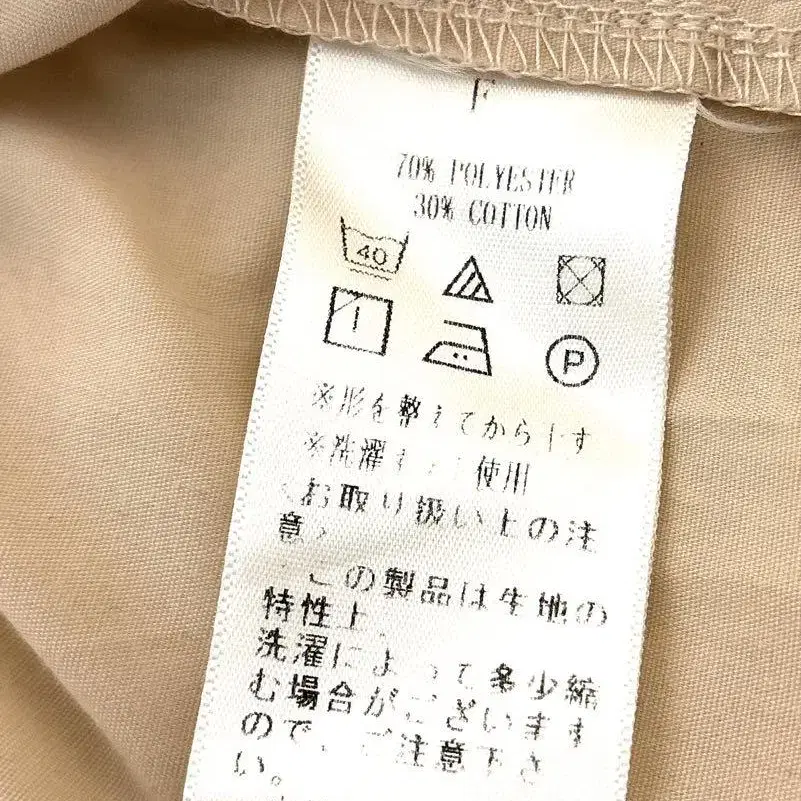 F
70% POLYESTER
30% COTTON
40
P
※形を整えてから干す
※洗濯 使用
<お取り扱い上の注
意>
・この製品は生地の
特性上、
洗濯によって多少縮
む場合がございます
ので、ご注意下さ
い。